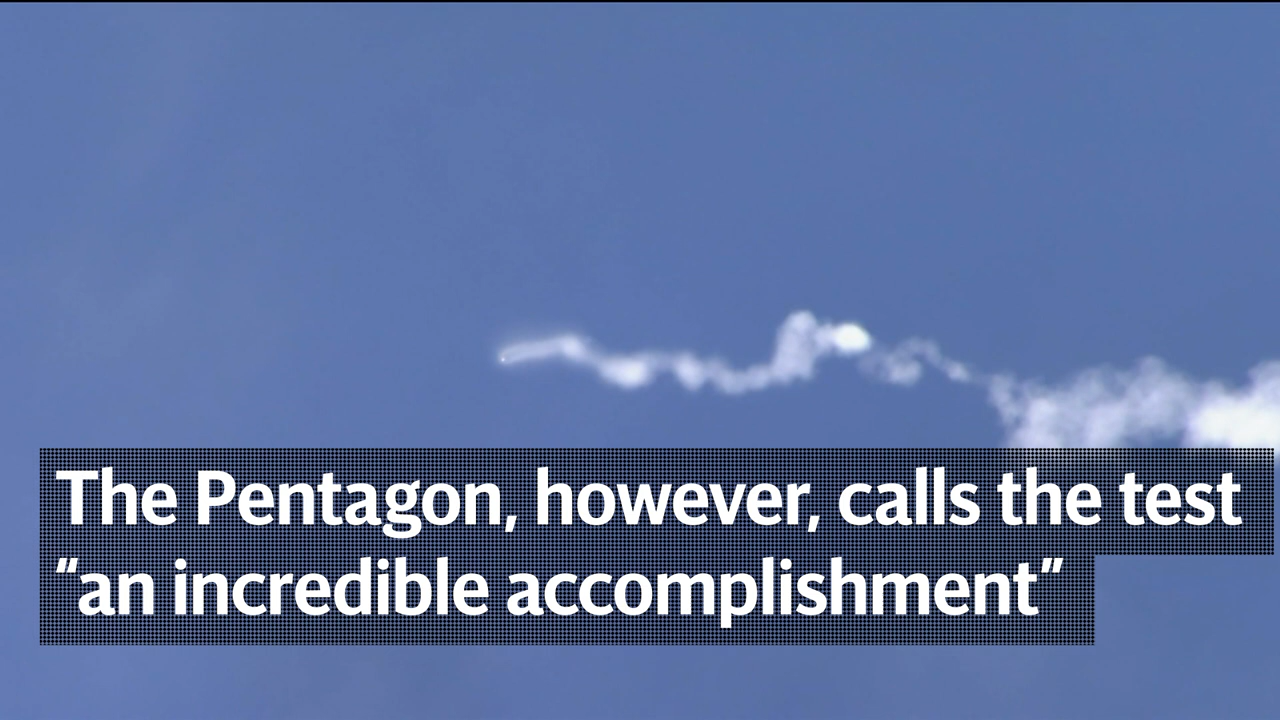 The Pentagon, however, calls the test
"an incredible accomplishment"